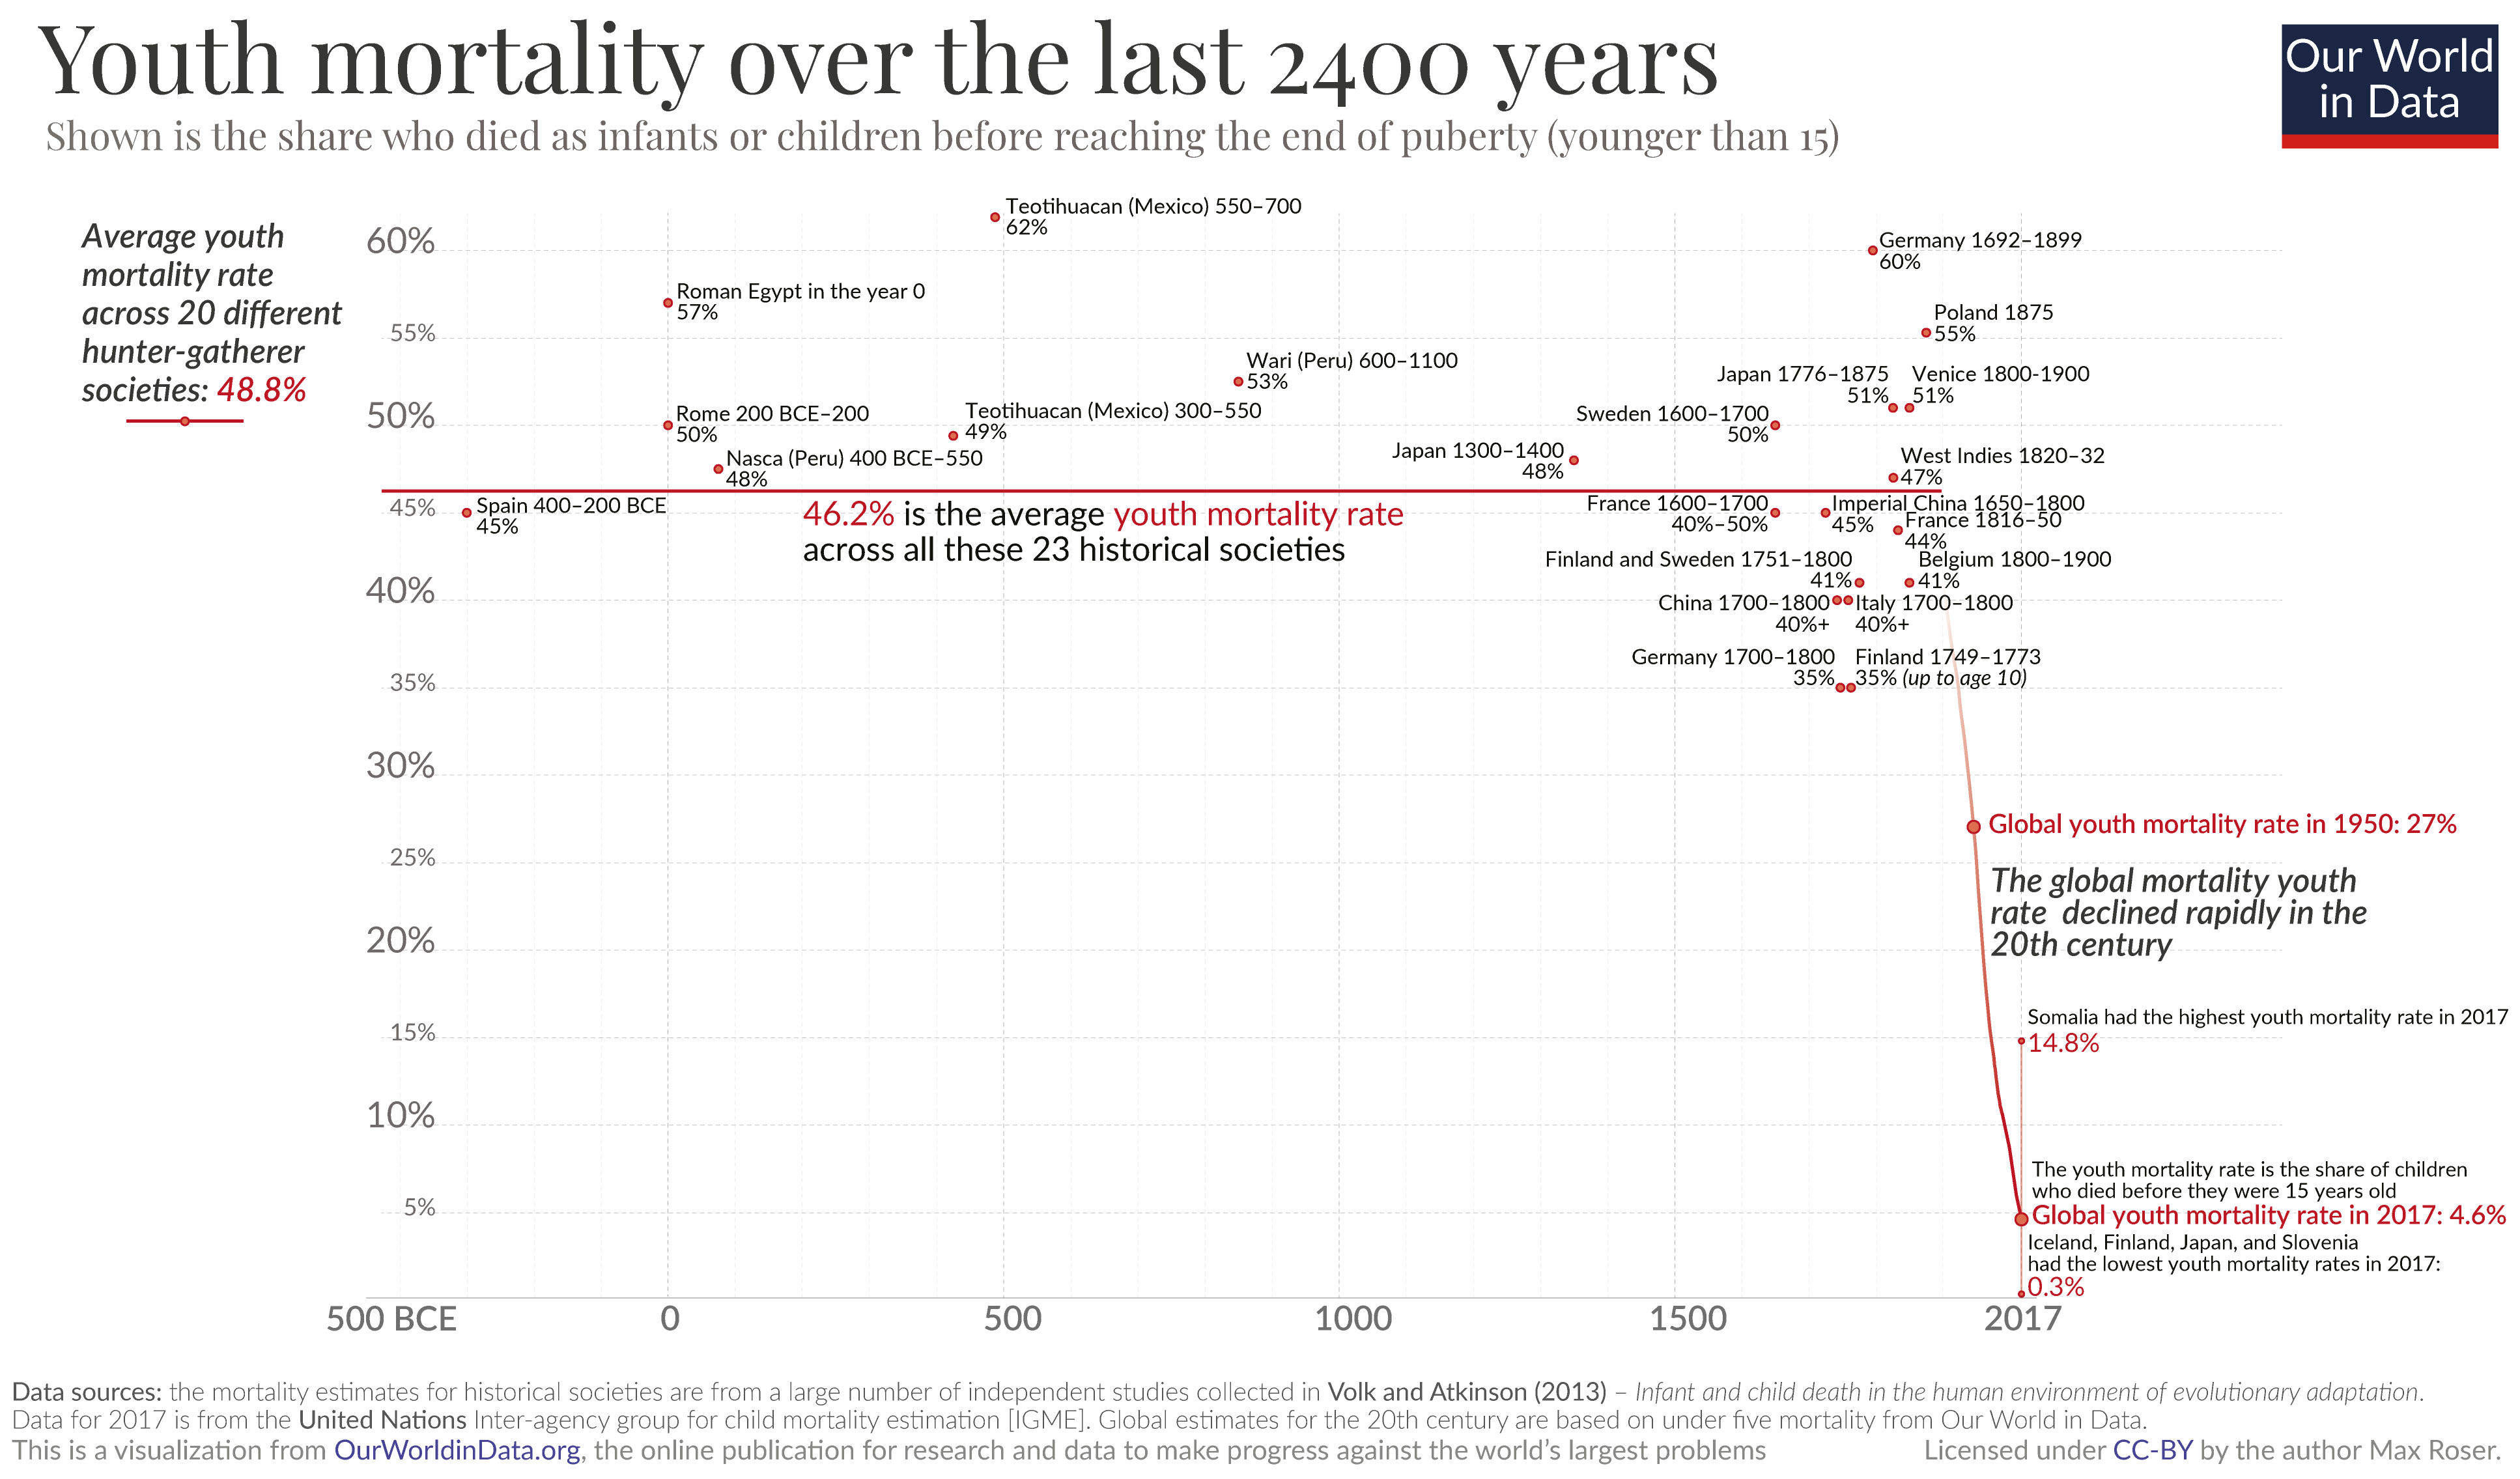 Youth mortality over the last 2400 years
Shown is the share who died as infants or children before reaching the end of puberty (younger than 15)
Our World
in Data
Average youth
mortality rate
across 20 different
hunter-gatherer
societies: 48.8%
60%
55%
50%
45%
40%
35%
30%
25%
20%
15%
10%
5%
Teotihuacan (Mexico) 550–700
62%
Germany 1692–1899
60%
Roman Egypt in the year 0
57%
Poland 1875
55%
Wari (Peru) 600–1100
53%
Japan 1776–1875
51%
Venice 1800-1900
51%
Rome 200 BCE–200
50%
Teotihuacan (Mexico) 300–550
49%
Sweden 1600–1700
50%
Nasca (Peru) 400 BCE–550
48%
Japan 1300–1400
48%
West Indies 1820–32
47%
Spain 400–200 BCE
45%
46.2% is the average youth mortality rate
across all these 23 historical societies
France 1600–1700
40%–50%
Imperial China 1650–1800
45%
France 1816–50
44%
Finland and Sweden 1751–1800
41%
Belgium 1800–1900
41%
China 1700–1800
40%+
Italy 1700–1800
40%+
Germany 1700–1800
35%
Finland 1749–1773
35% (up to age 10)
Global youth mortality rate in 1950: 27%
The global mortality youth
rate declined rapidly in the
20th century
Somalia had the highest youth mortality rate in 2017
14.8%
The youth mortality rate is the share of children
who died before they were 15 years old
Global youth mortality rate in 2017: 4.6%
Iceland, Finland, Japan, and Slovenia
had the lowest youth mortality rates in 2017:
0.3%
500 BCE
0
500
1000
1500
2017
Data sources: the mortality estimates for historical societies are from a large number of independent studies collected in Volk and Atkinson (2013) – Infant and child death in the human environment of evolutionary adaptation.
Data for 2017 is from the United Nations Inter-agency group for child mortality estimation [IGME]. Global estimates for the 20th century are based on under five mortality from Our World in Data.
This is a visualization from OurWorldinData.org, the online publication for research and data to make progress against the world's largest problems
Licensed under CC-BY by the author Max Roser.